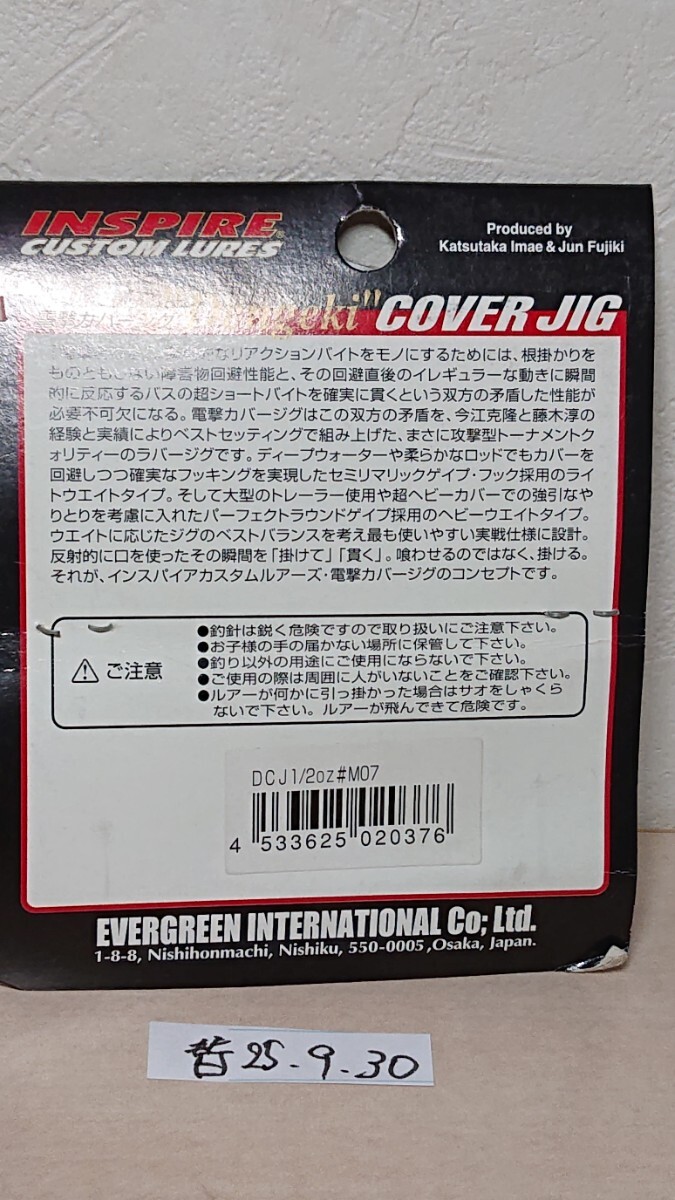 INSPIRE
CUSTOM LURES
Produced by
Katsutaka Imae & Jun Fujiki
COVER JIG
なリアクションバイトをモノにするためには、根掛かりを
ものともしない障害物回避性能と、その回避直後のイレギュラーな動きに瞬間
的に反応するバスの超ショートバイトを確実に貫くという双方の矛盾した性能が
必要不可欠になる。電撃カバージグはこの双方の矛盾を、今江克隆と藤木淳の
経験と実績によりベストセッティングで組み上げた、まさに攻撃型トーナメントク
ォリティーのラバージグです。ディープウォーターや柔らかなロッドでもカバーを
回避しつつ確実なフッキングを実現したセミリマリックゲイプ・フック採用のライ
トウエイトタイプ。そして大型のトレーラー使用や超ヘビーカバーでの強引なや
りとりを考慮に入れたパーフェクトラウンドゲイプ採用のヘビーウエイトタイプ。
ウエイトに応じたジグのベストバランスを考え最も使いやすい実戦仕様に設計。
反射的に口を使ったその瞬間を「掛けて」「貫く」。喰わせるのではなく、掛ける。
それが、インスパイアカスタムルアーズ・電撃カバージグのコンセプトです。
ご注意
●釣針は鋭く危険ですので取り扱いにご注意下さい。
●お子様の手の届かない場所に保管して下さい。
●釣り以外の用途にご使用にならないで下さい。
●ご使用の際は周囲に人がいないことをご確認下さい。
●ルアーが何かに引っ掛かった場合はサオをしゃくら
ないで下さい。ルアーが飛んできて危険です。
DCJ1/2oz#M07
4 533625 020376
EVERGREEN INTERNATIONAL Co; Ltd.
1-8-8, Nishihonmachi, Nishiku, 550-0005 ,Osaka, Japan.
25.9.30